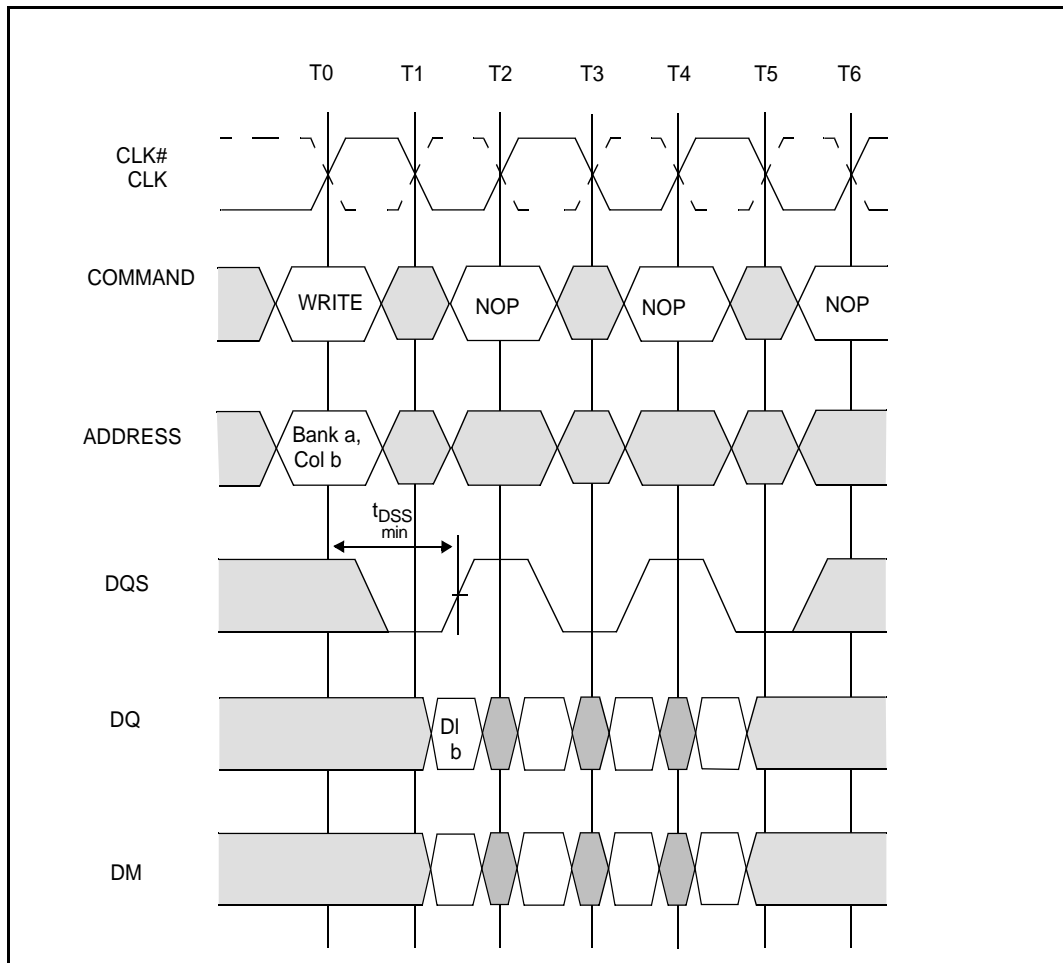 T0 T1 T2 T3 T4 T5 T6
CLK#
CLK
COMMAND
WRITE NOP NOP NOP
ADDRESS
Bank a,
Col b
tDSS
min
DQS
DQ
DI
b
DM